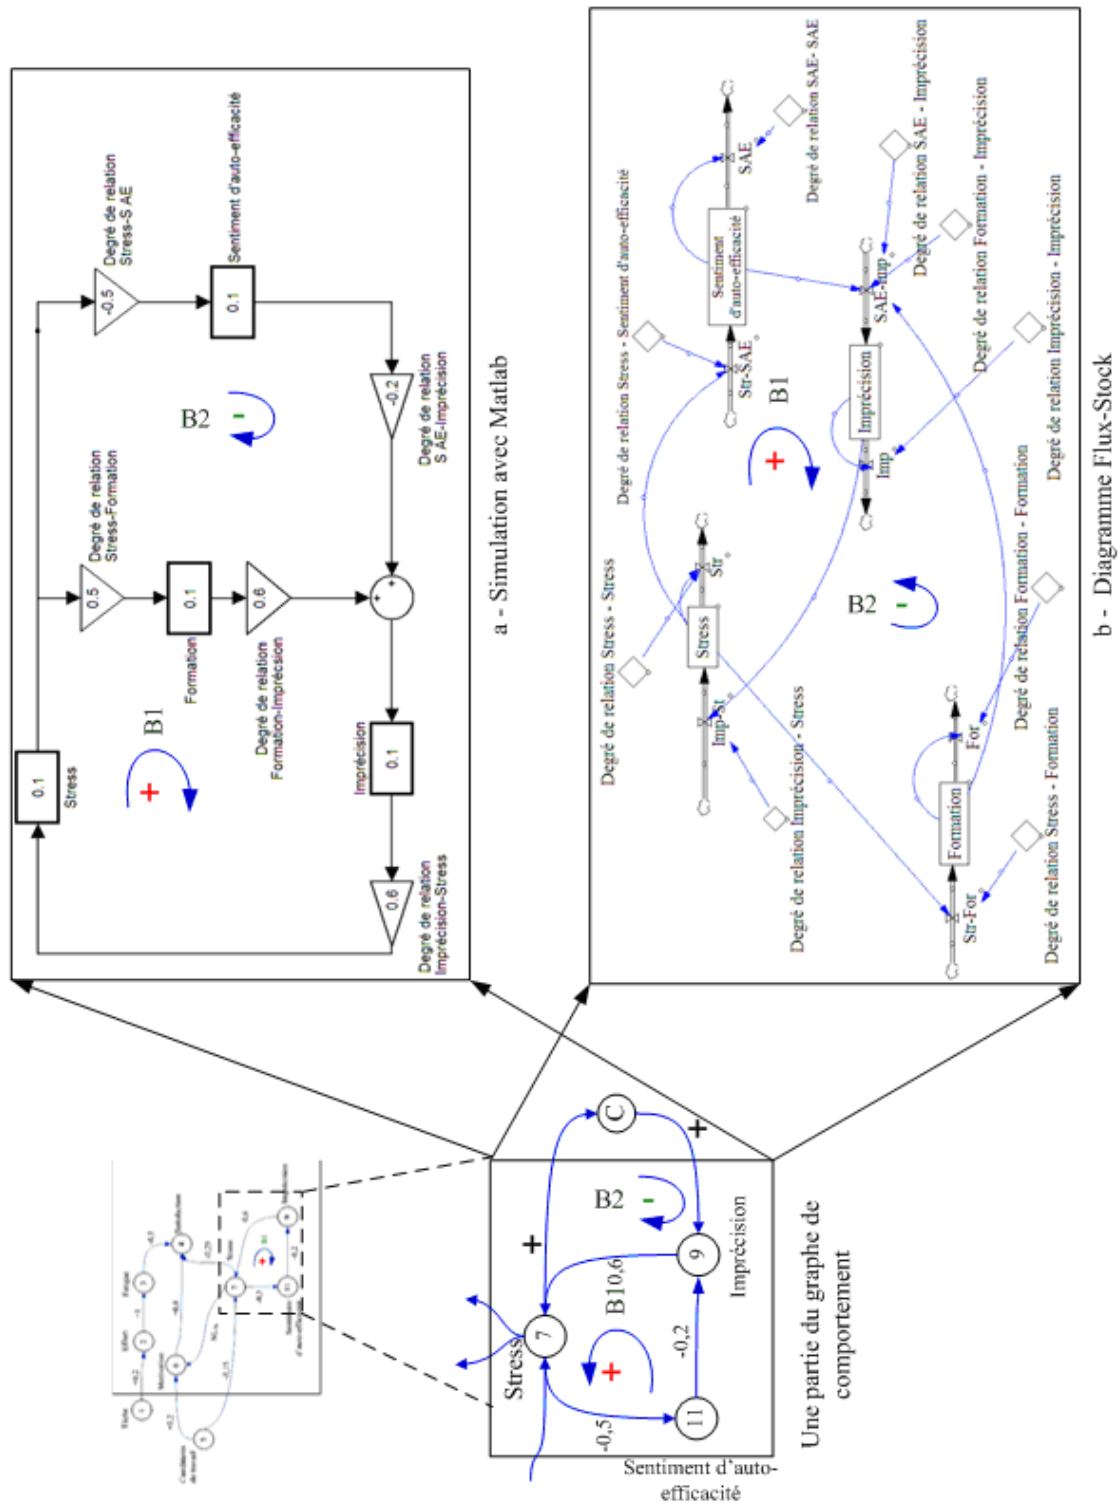 0.1
Stress
B1
+
0.5
Degré de relation
Stress-Formation
0.1
Formation
0.6
Degré de relation
Formation-Imprécsion
-0.5
Degré de relation
Stress-S AE
0.1
Sentiment d'auto-efficacité
B2
-
-0.2
Degré de relation
S AE-Imprécision
+
+
Imprécision
0.1
0.6
Degré de relation
Imprécision-Stress
a - Simulation avec Matlab
Degré de relation Stress - Stress
Stress
Str
Imp-St
Degré de relation Imprécision - Stress
Degré de relation Stress - Sentiment d'auto-efficacité
Str-SAE
Sentiment
d'auto-efficacité
SAE
Degré de relation SAE- SAE
B1
+
SAE-Imp
Degré de relation SAE - Imprécision
Degré de relation Formation - Imprécision
Imprécision
Imp
Degré de relation Imprécision - Imprécision
B2
-
Formation
For
Degré de relation Formation - Formation
Str-For
Degré de relation Stress - Formation
b - Diagramme Flux-Stock
Stress
7
+
C
+
B2
-
B1
0,6
+
-0,5
11
-0,2
9
Imprécision
Sentiment d'auto-
efficacité
Une partie du graphe de
comportement